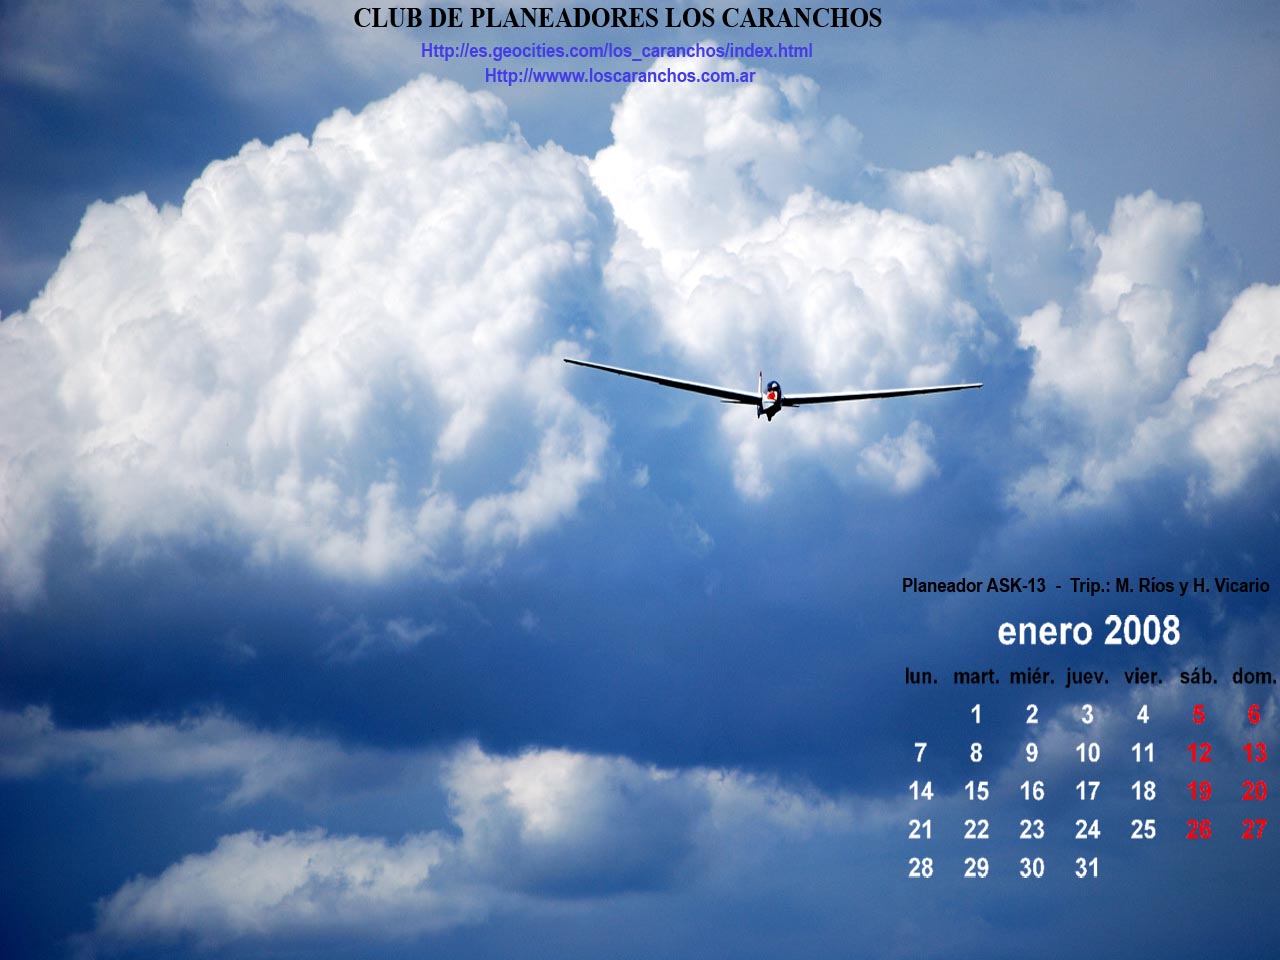 CLUB DE PLANEADORES LOS CARANCHOS
Http://es.geocities.com/los_caranchos/index.html
Http://wwww.loscaranchos.com.ar
Planeador ASK-13 - Trip.: M. Ríos y H. Vicario
enero 2008
lun. mart. miér. juev. vier. sáb. dom.
1 2 3 4 5 6
7 8 9 10 11 12 13
14 15 16 17 18 19 20
21 22 23 24 25 26 27
28 29 30 31